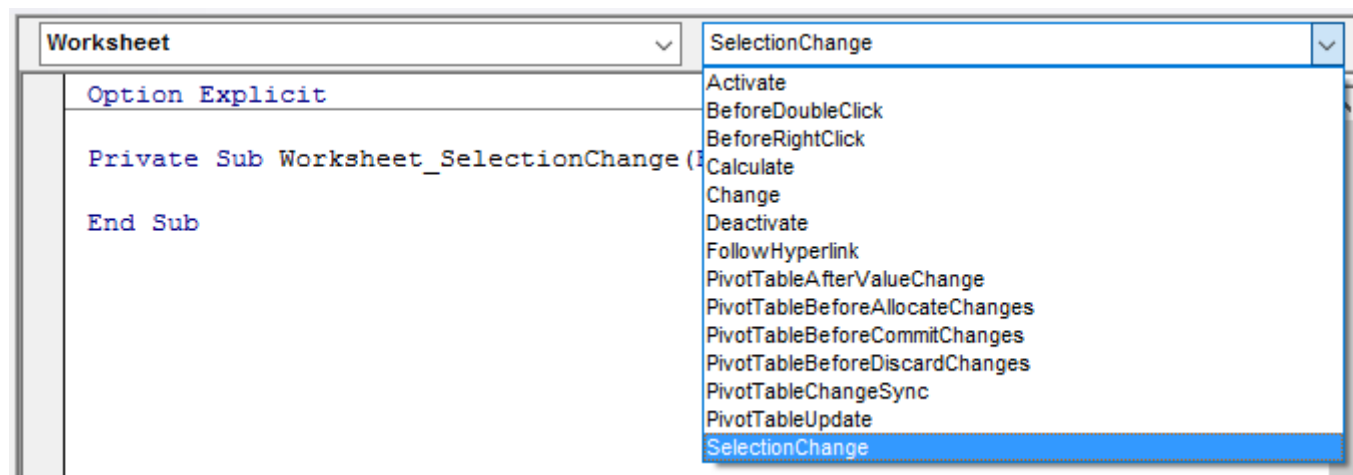 Worksheet SelectionChange
Option Explicit
Private Sub Worksheet_SelectionChange(
End Sub
Activate
BeforeDoubleClick
BeforeRightClick
Calculate
Change
Deactivate
FollowHyperlink
PivotTableAfterValueChange
PivotTableBeforeAllocateChanges
PivotTableBeforeCommitChanges
PivotTableBeforeDiscardChanges
PivotTableChangeSync
PivotTableUpdate
SelectionChange